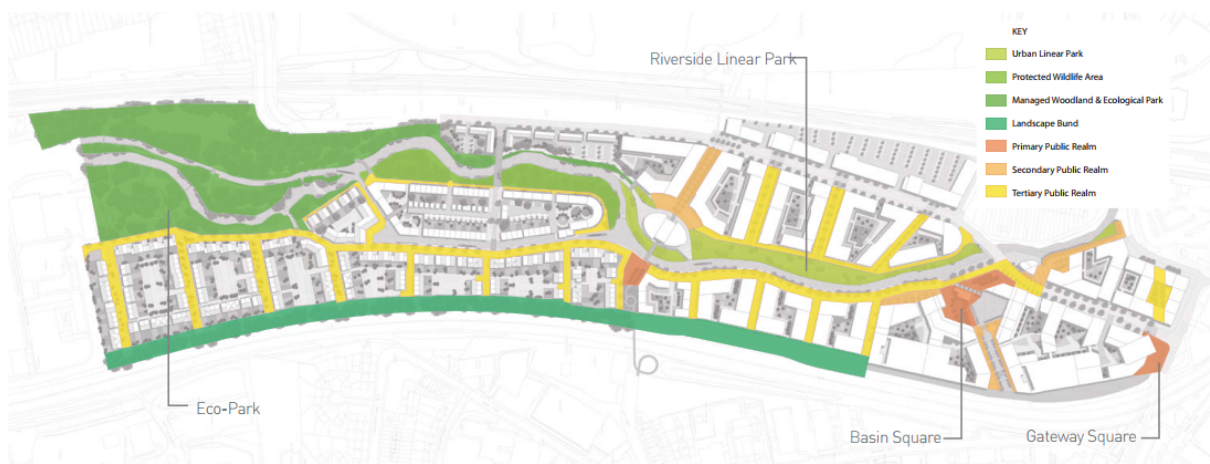 KEY
Urban Linear Park
Protected Wildlife Area
Managed Woodland & Ecological Park
Landscape Bund
Primary Public Realm
Secondary Public Realm
Tertiary Public Realm
Riverside Linear Park
Eco-Park
Basin Square
Gateway Square